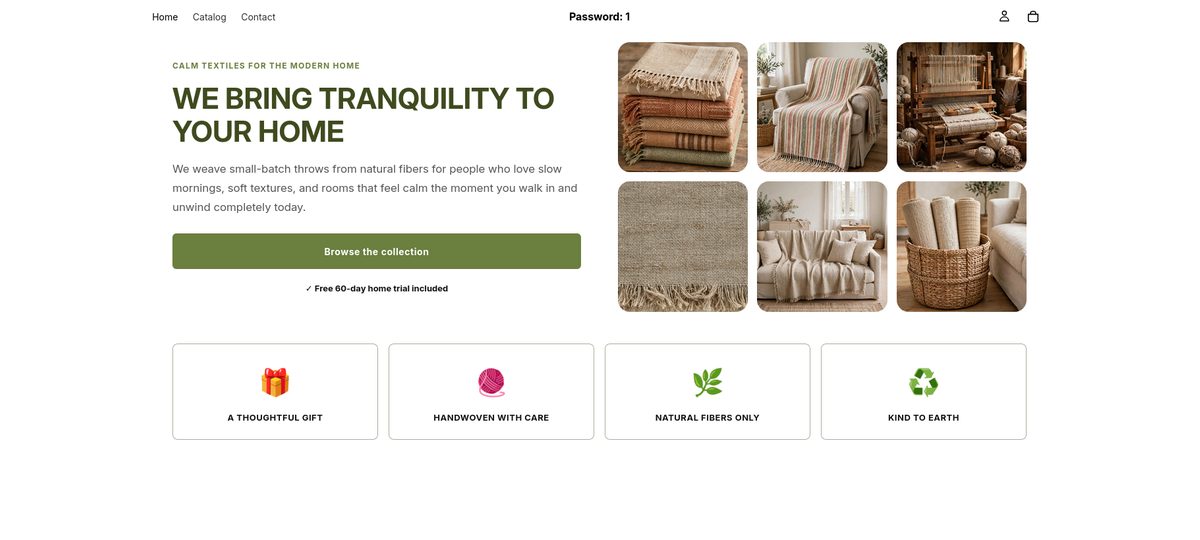 Home Catalog Contact
Password: 1
CALM TEXTILES FOR THE MODERN HOME
WE BRING TRANQUILITY TO
YOUR HOME
We weave small-batch throws from natural fibers for people who love slow
mornings, soft textures, and rooms that feel calm the moment you walk in and
unwind completely today.
Browse the collection
✓ Free 60-day home trial included
A THOUGHTFUL GIFT
HANDWOVEN WITH CARE
NATURAL FIBERS ONLY
KIND TO EARTH